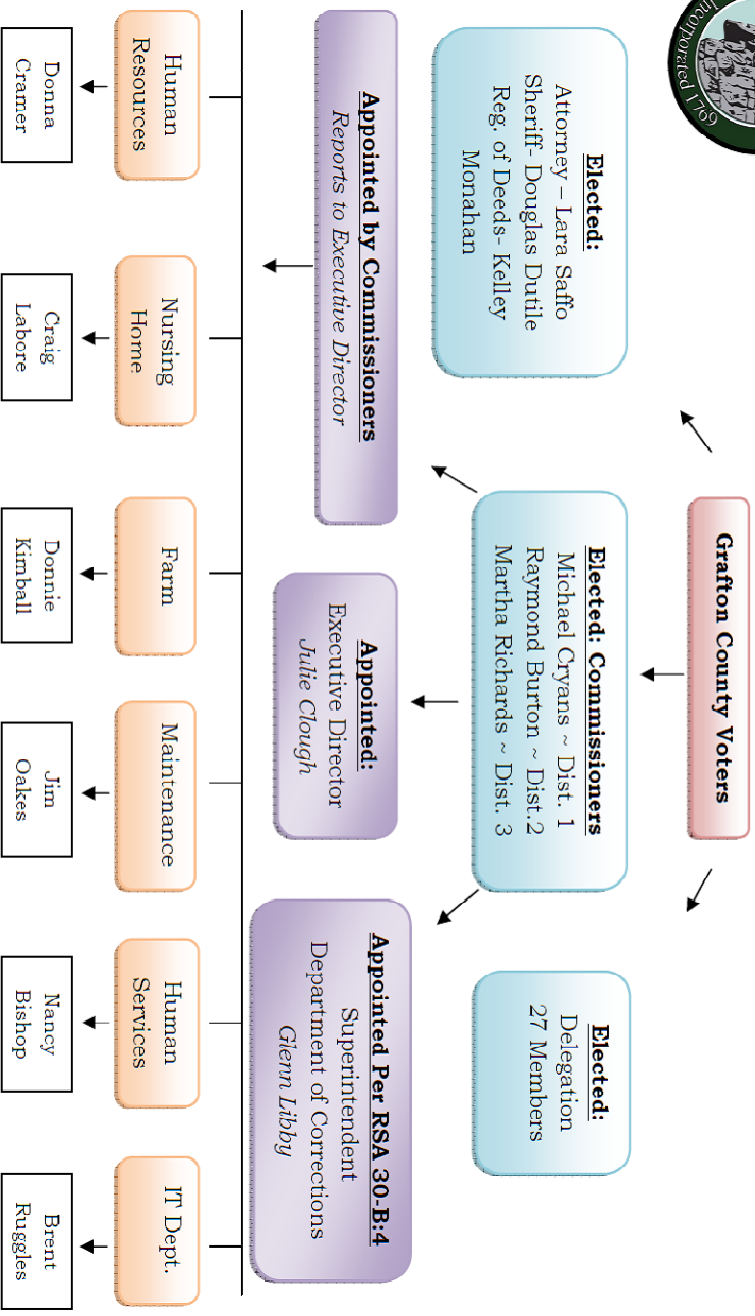 Incorporated 1769
Grafton County Voters
Elected:
Attorney – Lara Saffo
Sheriff- Douglas Dutile
Reg. of Deeds- Kelley
Monahan
Elected: Commissioners
Michael Cryans ~ Dist. 1
Raymond Burton ~ Dist.2
Martha Richards ~ Dist. 3
Elected:
Delegation
27 Members
Appointed by Commissioners
Reports to Executive Director
Appointed:
Executive Director
Julie Clough
Appointed Per RSA 30-B:4
Superintendent
Department of Corrections
Glenn Libby
Human
Resources
Nursing
Home
Farm
Maintenance
Human
Services
IT Dept.
Donna
Cramer
Craig
Labore
Donnie
Kimball
Jim
Oakes
Nancy
Bishop
Brent
Ruggles